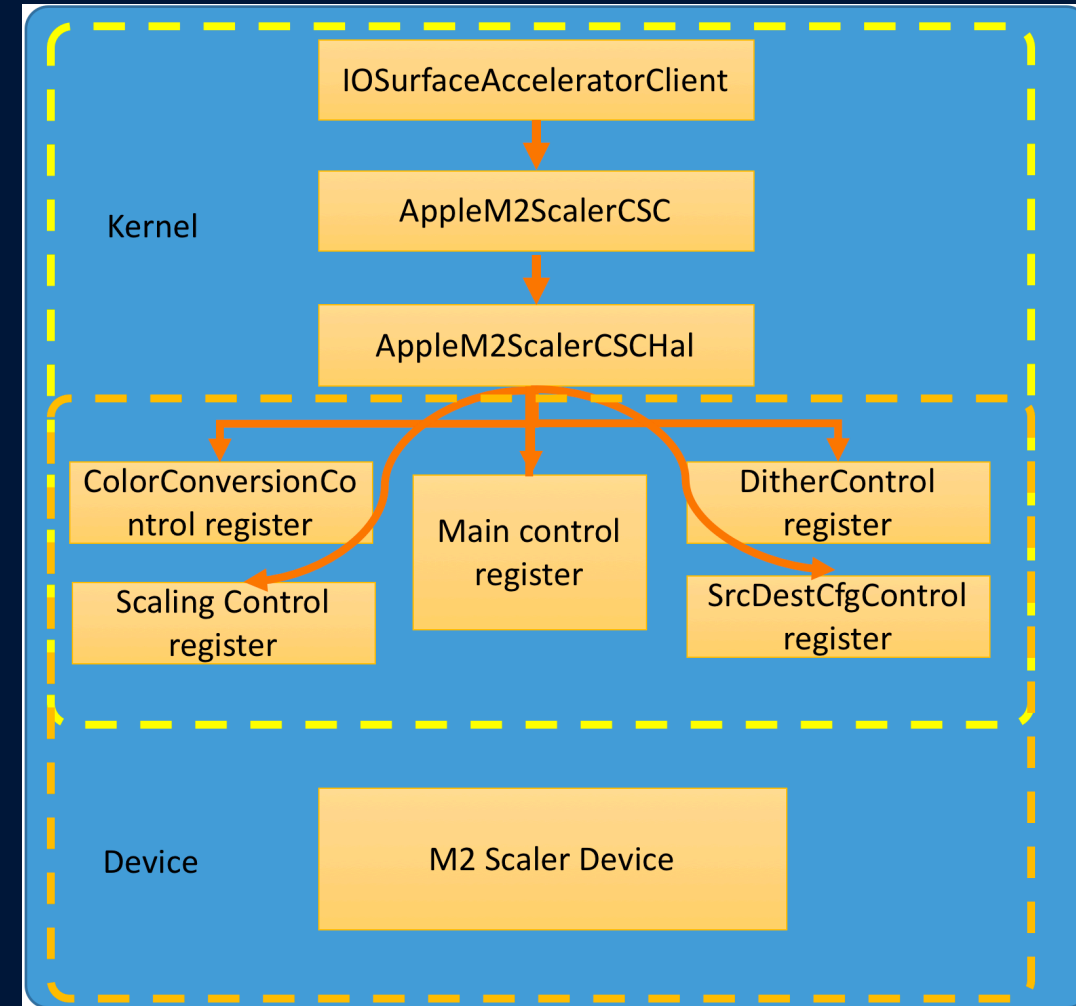 IOSurfaceAcceleratorClient
Kernel
AppleM2ScalerCSC
AppleM2ScalerCSCHal
ColorConversionCo
ntrol register
Main control
register
DitherControl
register
Scaling Control
register
SrcDestCfgControl
register
Device
M2 Scaler Device